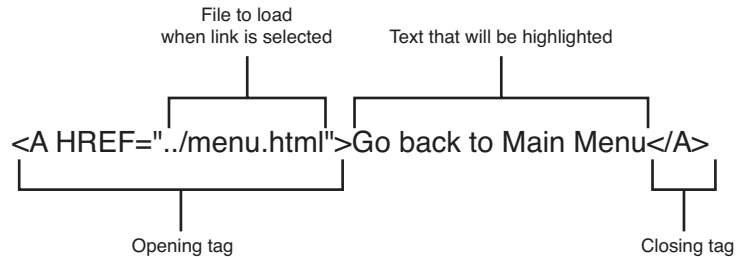 File to load
when link is selected
Text that will be highlighted
<A HREF="../menu.html">Go back to Main Menu</A>
Opening tag
Closing tag